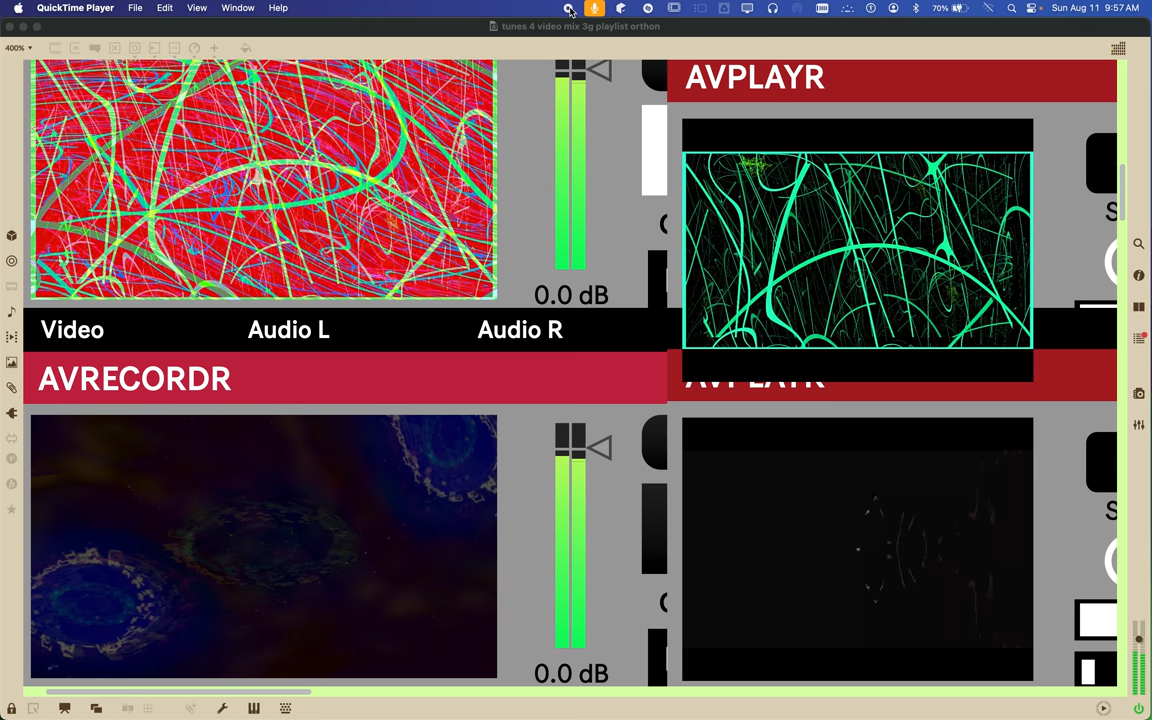 QuickTime Player File Edit View Window Help 70% Sun Aug 11 9:57 AM
tunes 4 video mix 3g playlist orthon
400%
AVPLAYR
0.0 dB
Video Audio L Audio R
AVRECORDR
AVPLAYR
0.0 dB